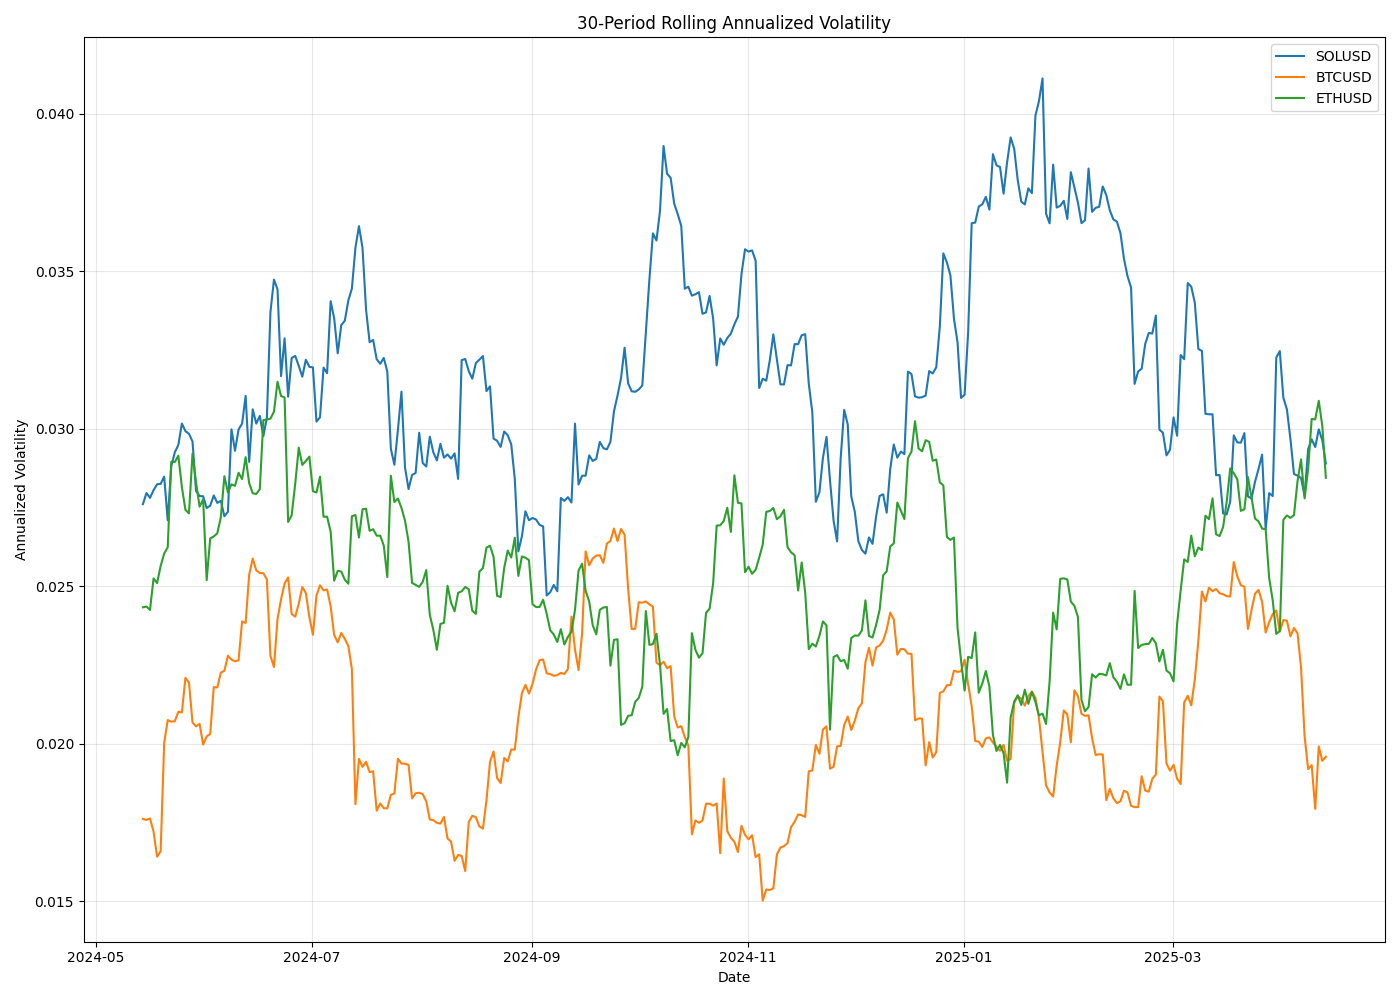 30-Period Rolling Annualized Volatility
SOLUSD
BTCUSD
ETHUSD
Annualized Volatility
0.040
0.035
0.030
0.025
0.020
0.015
2024-05
2024-07
2024-09
2024-11
2025-01
2025-03
Date